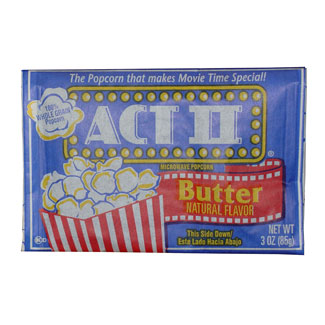 The Popcorn that makes Movie Time Special!
100%
WHOLE GRAIN
Popcorn
ACT II
®
MICROWAVE POPCORN
Butter
NATURAL FLAVOR
This Side Down/
Este Lado Hacia Abajo
NET WT
3 OZ (85g)